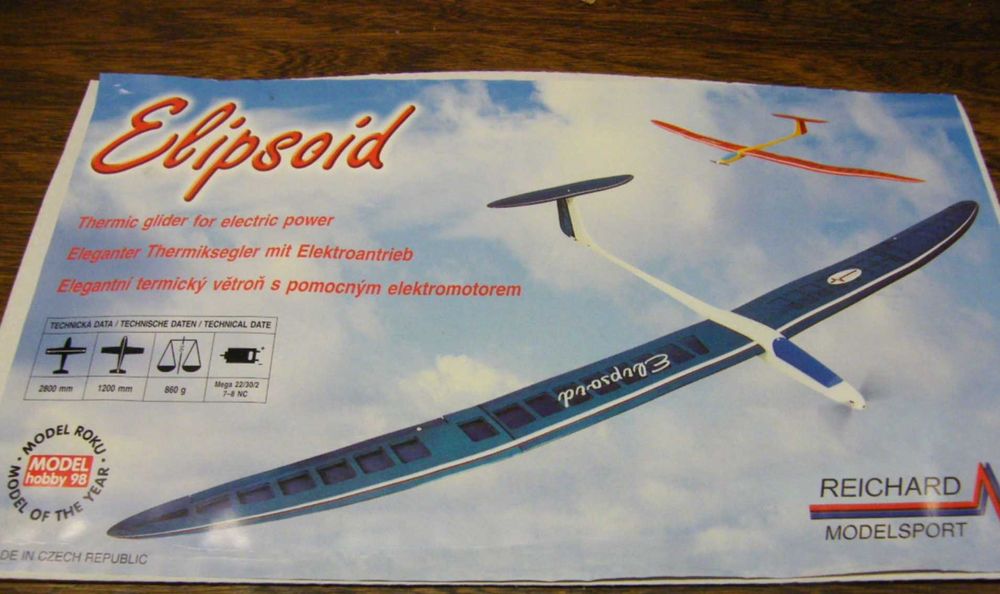 Elipsoid
Thermic glider for electric power
Eleganter Thermiksegler mit Elektroantrieb
Elegantní termický větroň s pomocným elektromotorem
TECHNICKÁ DATA / TECHNISCHE DATEN / TECHNICAL DATE
2800 mm
1200 mm
860 g
Mega 22/30/2
7-8 NC
Elipsoid
MODEL ROKU
MODEL
hobby 98
MODEL OF THE YEAR
REICHARD
MODELSPORT
DE IN CZECH REPUBLIC